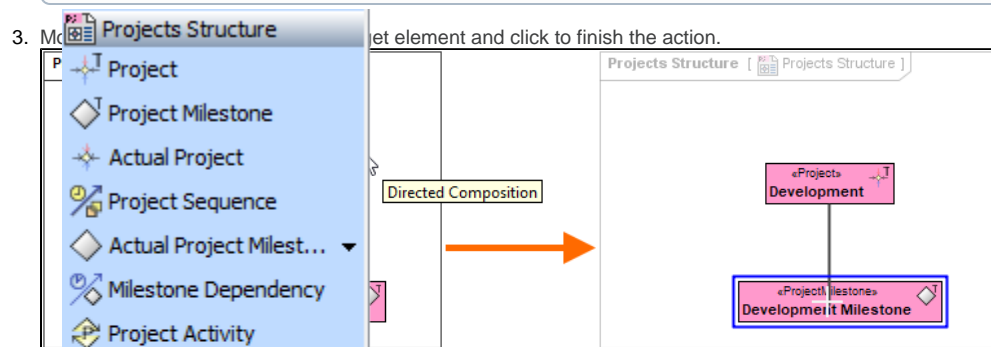 3. Mo
et element and click to finish the action.
Projects Structure
Project
Project Milestone
Actual Project
Project Sequence
Actual Project Milest...
Milestone Dependency
Project Activity
Directed Composition
Projects Structure [ Projects Structure ]
«Project»
Development
«ProjectMilestone»
Development Milestone